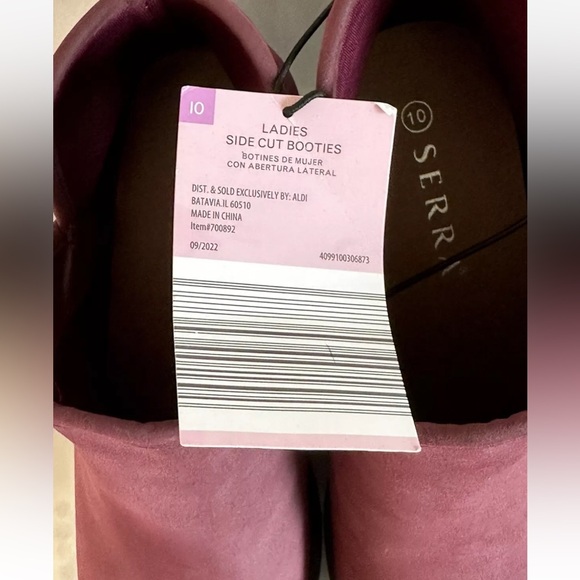 10
LADIES
SIDE CUT BOOTIES
BOTINES DE MUJER
CON ABERTURA LATERAL
DIST. & SOLD EXCLUSIVELY BY: ALDI
BATAVIA.IL 60510
MADE IN CHINA
Item#700892
09/2022
4099100306873
10
SERRA